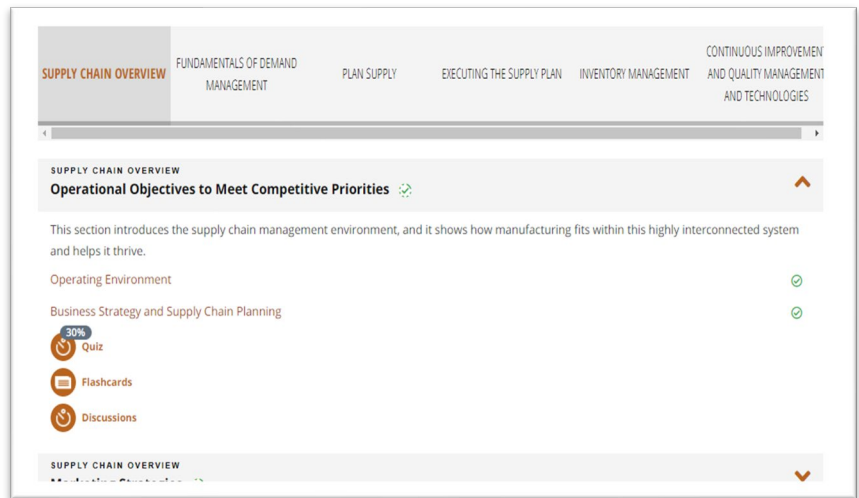 SUPPLY CHAIN OVERVIEW
FUNDAMENTALS OF DEMAND
MANAGEMENT
PLAN SUPPLY
EXECUTING THE SUPPLY PLAN
INVENTORY MANAGEMENT
CONTINUOUS IMPROVEMEN
AND QUALITY MANAGEMENT
AND TECHNOLOGIES
SUPPLY CHAIN OVERVIEW
Operational Objectives to Meet Competitive Priorities
This section introduces the supply chain management environment, and it shows how manufacturing fits within this highly interconnected system
and helps it thrive.
Operating Environment
Business Strategy and Supply Chain Planning
30%
Quiz
Flashcards
Discussions
SUPPLY CHAIN OVERVIEW
Marketing Strategies